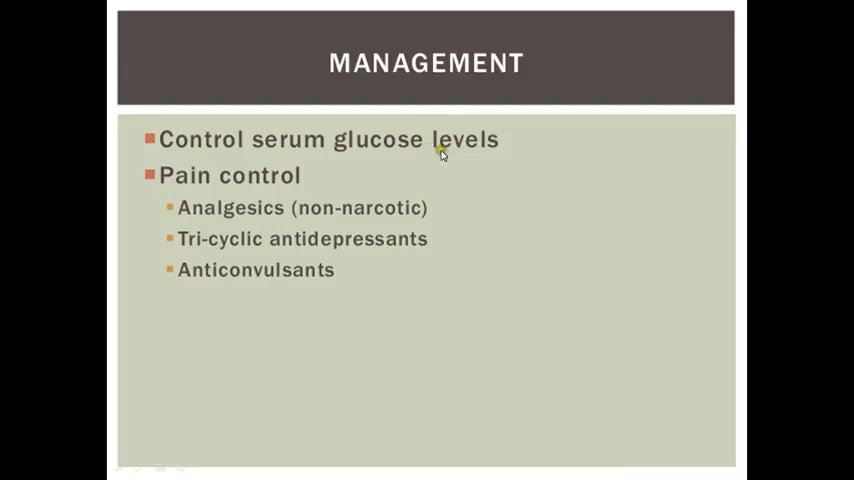 MANAGEMENT
Control serum glucose levels
Pain control
Analgesics (non-narcotic)
Tri-cyclic antidepressants
Anticonvulsants